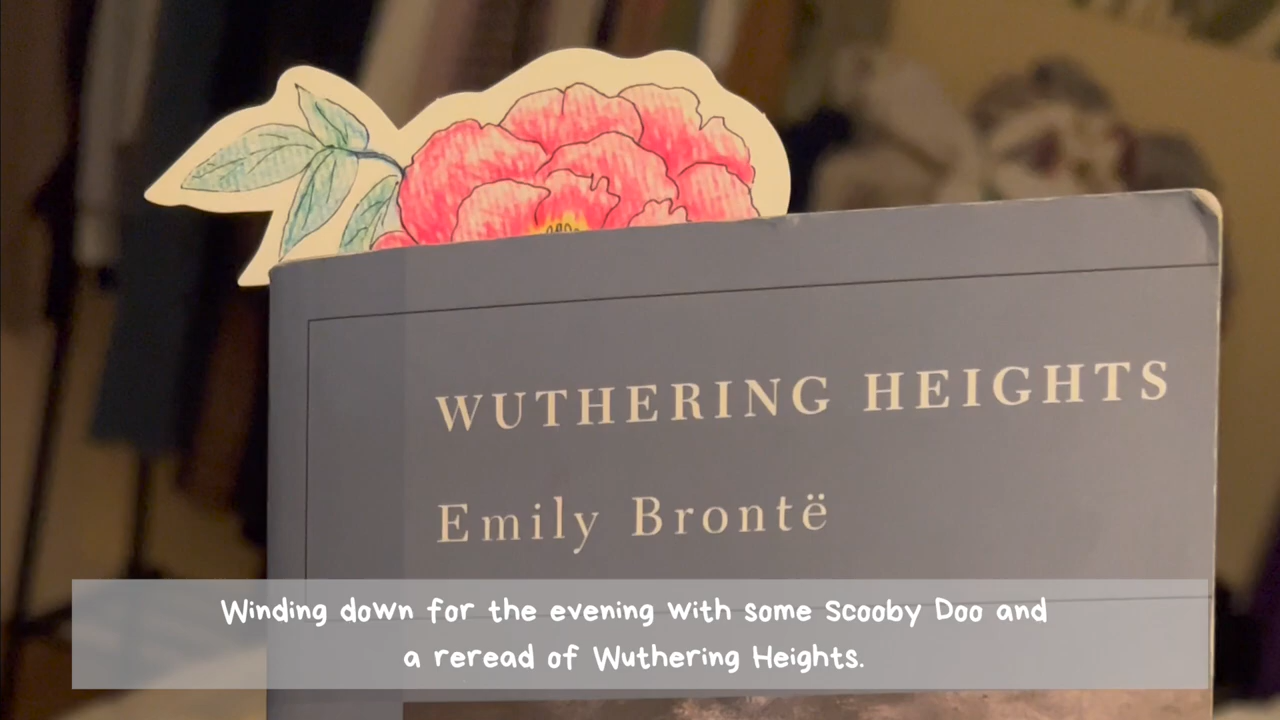 WUTHERING HEIGHTS
Emily Brontë
Winding down for the evening with some Scooby Doo and
a reread of Wuthering Heights.